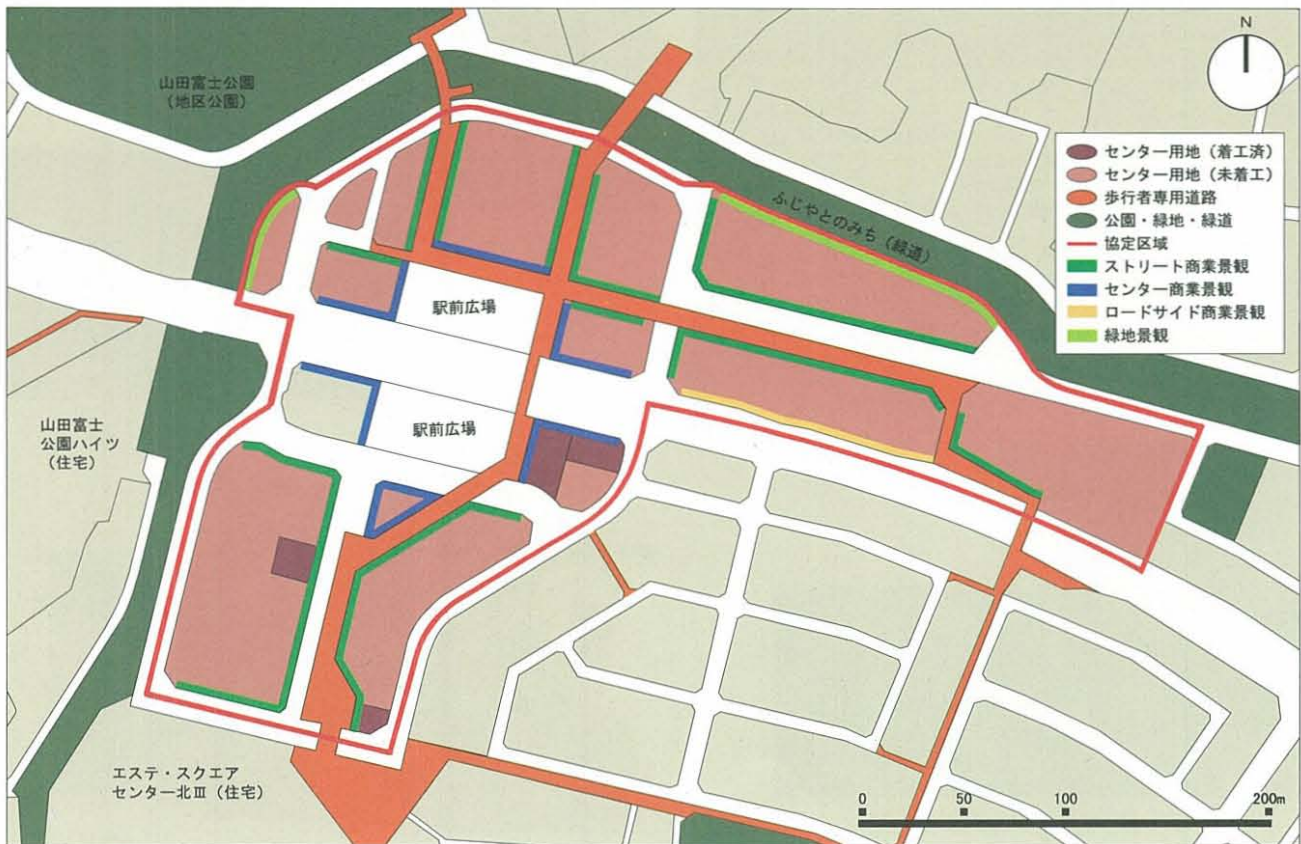 山田富士公園
(地区公園)
N
センター用地(着工済)
センター用地(未着工)
歩行者専用道路
公園・緑地・緑道
協定区域
ストリート商業景観
センター商業景観
ロードサイド商業景観
緑地景観
ふじやとのみち(緑道)
駅前広場
駅前広場
山田富士
公園ハイツ
(住宅)
エステ・スクエア
センター北Ⅲ(住宅)
0 50 100 200m